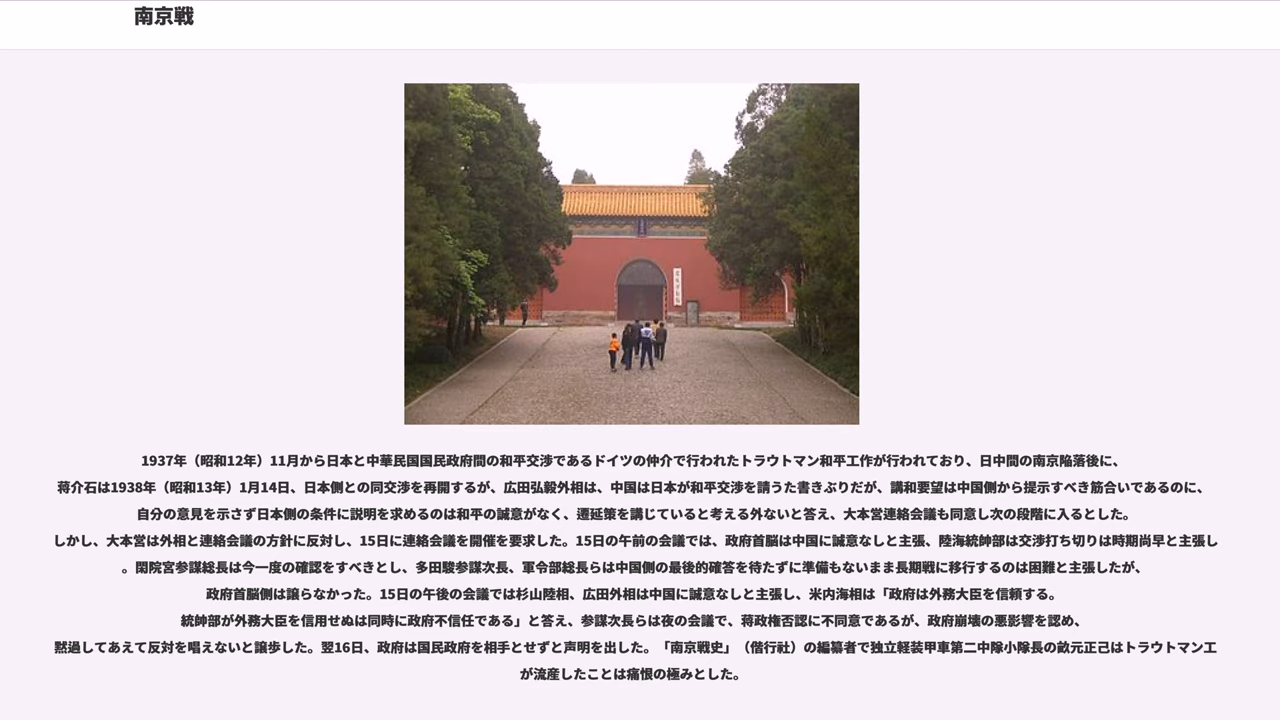 南京戦
1937年（昭和12年）11月から日本と中華民国国民政府間の和平交渉であるドイツの仲介で行われたトラウトマン和平工作が行われており、日中間の南京陥落後に、
蒋介石は1938年（昭和13年）1月14日、日本側との同交渉を再開するが、広田弘毅外相は、中国は日本が和平交渉を請うた書きぶりだが、講和要望は中国側から提示すべき筋合いであるのに、
自分の意見を示さず日本側の条件に説明を求めるのは和平の誠意がなく、遷延策を講じていると考える外ないと答え、大本営連絡会議も同意し次の段階に入るとした。
しかし、大本営は外相と連絡会議の方針に反対し、15日に連絡会議を開催を要求した。15日の午前の会議では、政府首脳は中国に誠意なしと主張、陸海統帥部は交渉打ち切りは時期尚早と主張し
。閑院宮参謀総長は今一度の確認をすべきとし、多田駿参謀次長、軍令部総長らは中国側の最後的確答を待たずに準備もないまま長期戦に移行するのは困難と主張したが、
政府首脳側は譲らなかった。15日の午後の会議では杉山陸相、広田外相は中国に誠意なしと主張し、米内海相は「政府は外務大臣を信頼する。
統帥部が外務大臣を信用せぬは同時に政府不信任である」と答え、参謀次長らは夜の会議で、蒋政権否認に不同意であるが、政府崩壊の悪影響を認め、
黙過してあえて反対を唱えないと譲歩した。翌16日、政府は国民政府を相手とせずと声明を出した。「南京戦史」（偕行社）の編纂者で独立軽装甲車第二中隊小隊長の畝元正己はトラウトマン工
が流産したことは痛恨の極みとした。